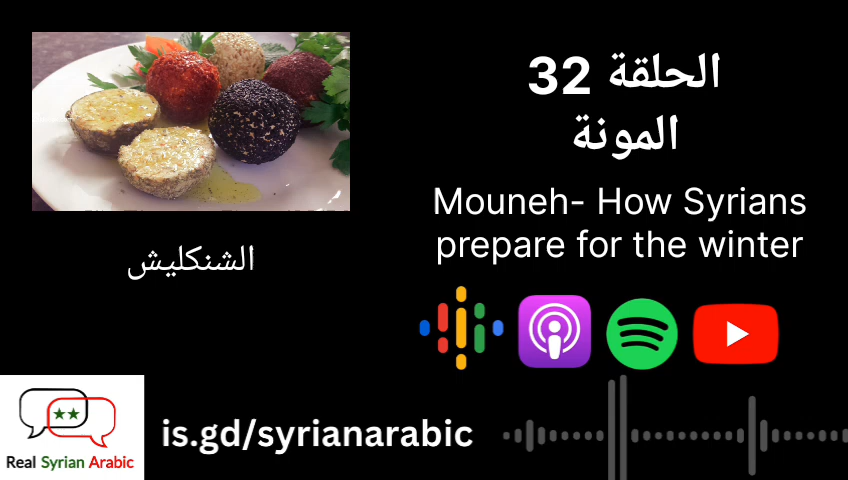 الحلقة 32
المونة
Mouneh- How Syrians
prepare for the winter
الشنكليش
Real Syrian Arabic
is.gd/syrianarabic